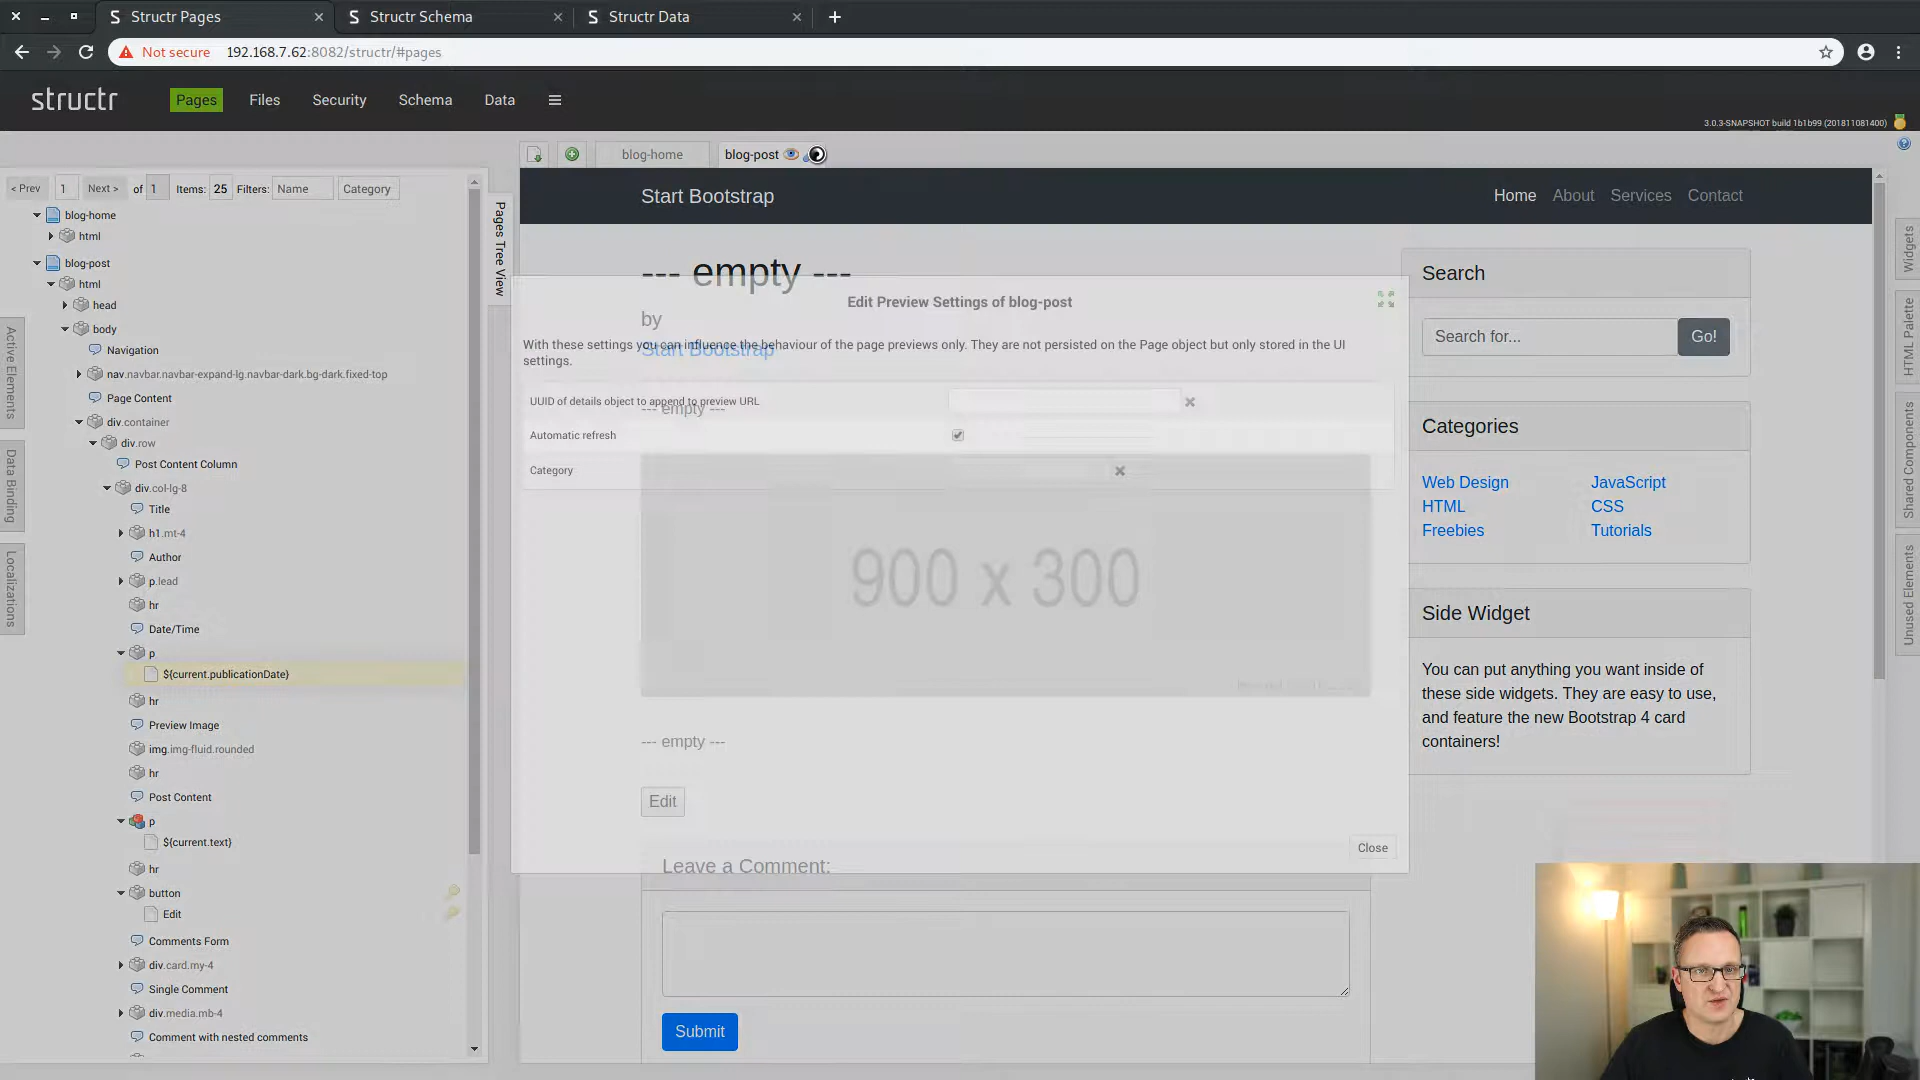 Structr Pages
Structr Schema
Structr Data
Not secure 192.168.7.62:8082/structr/#pages
structr
Pages
Files
Security
Schema
Data
3.0.3-SNAPSHOT build 1b1b99 (201811081400)
blog-home
blog-post
< Prev 1 Next > of 1 Items: 25 Filters: Name Category
blog-home
html
blog-post
html
head
body
Navigation
nav.navbar.navbar-expand-lg.navbar-dark.bg-dark.fixed-top
Page Content
div.container
div.row
Post Content Column
div.col-lg-8
Title
h1.mt-4
Author
p.lead
hr
Date/Time
p
${current.publicationDate}
hr
Preview Image
img.img-fluid.rounded
hr
Post Content
p
${current.text}
hr
button
Edit
Comments Form
div.card.my-4
Single Comment
div.media.mb-4
Comment with nested comments
Active Elements
Data Binding
Localizations
Pages Tree View
Start Bootstrap
Home
About
Services
Contact
--- empty ---
by
Start Bootstrap
--- empty ---
Edit Preview Settings of blog-post
With these settings you can influence the behaviour of the page previews only. They are not persisted on the Page object but only stored in the UI
settings.
UUID of details object to append to preview URL
Automatic refresh
Category
900 x 300
--- empty ---
Edit
Close
Leave a Comment:
Submit
Search
Search for...
Go!
Categories
Web Design
JavaScript
HTML
CSS
Freebies
Tutorials
Side Widget
You can put anything you want inside of
these side widgets. They are easy to use,
and feature the new Bootstrap 4 card
containers!
Widgets
HTML Palette
Shared Components
Unused Elements